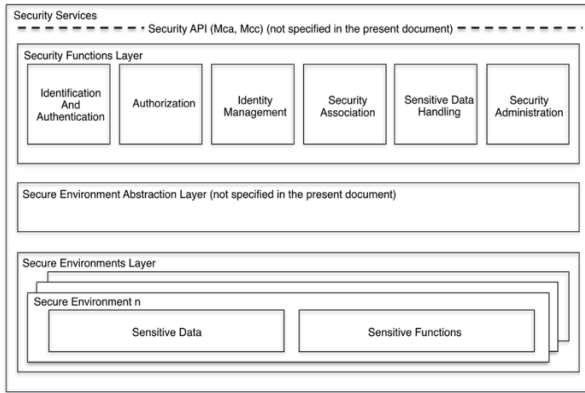 Security Services
Security API (Mca, Mcc) (not specified in the present document)
Security Functions Layer
Identification
And
Authentication
Authorization
Identity
Management
Security
Association
Sensitive Data
Handling
Security
Administration
Secure Environment Abstraction Layer (not specified in the present document)
Secure Environments Layer
Secure Environment n
Sensitive Data
Sensitive Functions